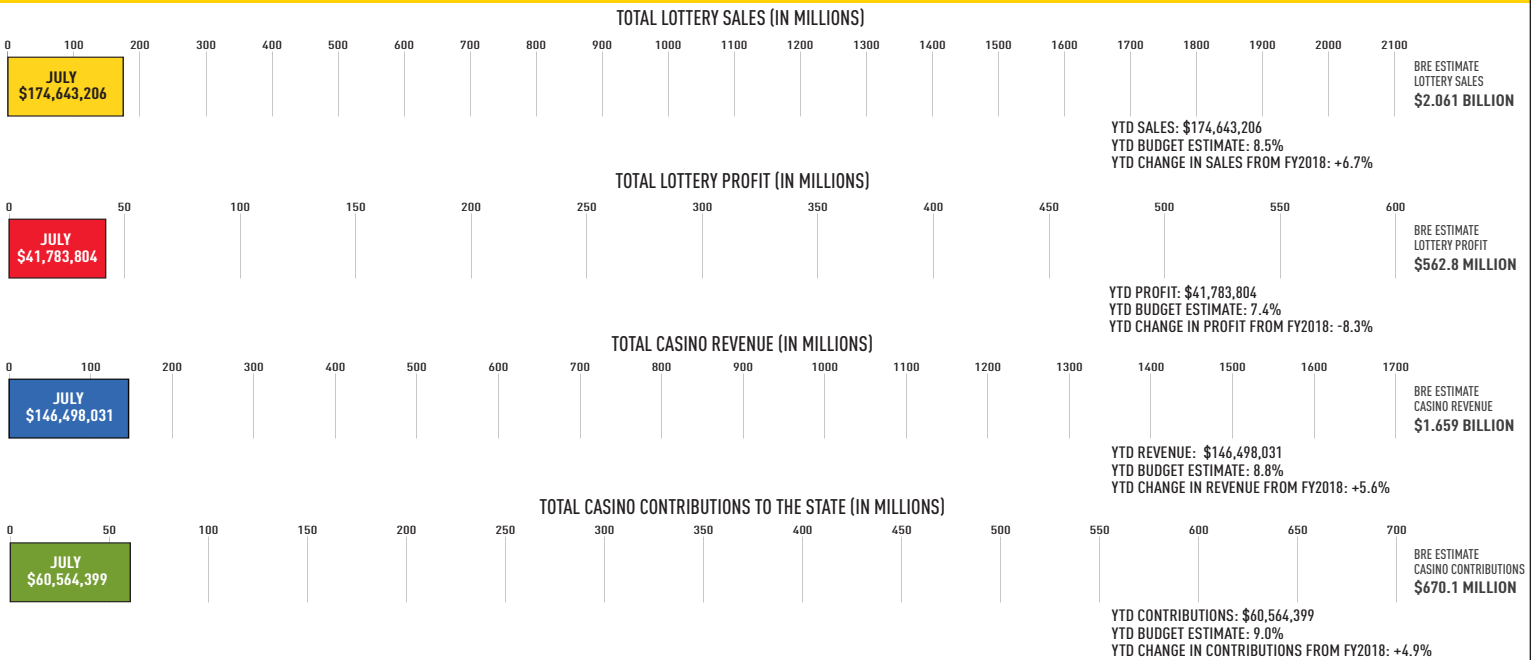 TOTAL LOTTERY SALES (IN MILLIONS)
0 100 200 300 400 500 600 700 800 900 1000 1100 1200 1300 1400 1500 1600 1700 1800 1900 2000 2100
JULY
$174,643,206
BRE ESTIMATE
LOTTERY SALES
$2.061 BILLION
YTD SALES: $174,643,206
YTD BUDGET ESTIMATE: 8.5%
YTD CHANGE IN SALES FROM FY2018: +6.7%
TOTAL LOTTERY PROFIT (IN MILLIONS)
0 50 100 150 200 250 300 350 400 450 500 550 600
JULY
$41,783,804
BRE ESTIMATE
LOTTERY PROFIT
$562.8 MILLION
YTD PROFIT: $41,783,804
YTD BUDGET ESTIMATE: 7.4%
YTD CHANGE IN PROFIT FROM FY2018: -8.3%
TOTAL CASINO REVENUE (IN MILLIONS)
0 100 200 300 400 500 600 700 800 900 1000 1100 1200 1300 1400 1500 1600 1700
JULY
$146,498,031
BRE ESTIMATE
CASINO REVENUE
$1.659 BILLION
YTD REVENUE: $146,498,031
YTD BUDGET ESTIMATE: 8.8%
YTD CHANGE IN REVENUE FROM FY2018: +5.6%
TOTAL CASINO CONTRIBUTIONS TO THE STATE (IN MILLIONS)
0 50 100 150 200 250 300 350 400 450 500 550 600 650 700
JULY
$60,564,399
BRE ESTIMATE
CASINO CONTRIBUTIONS
$670.1 MILLION
YTD CONTRIBUTIONS: $60,564,399
YTD BUDGET ESTIMATE: 9.0%
YTD CHANGE IN CONTRIBUTIONS FROM FY2018: +4.9%